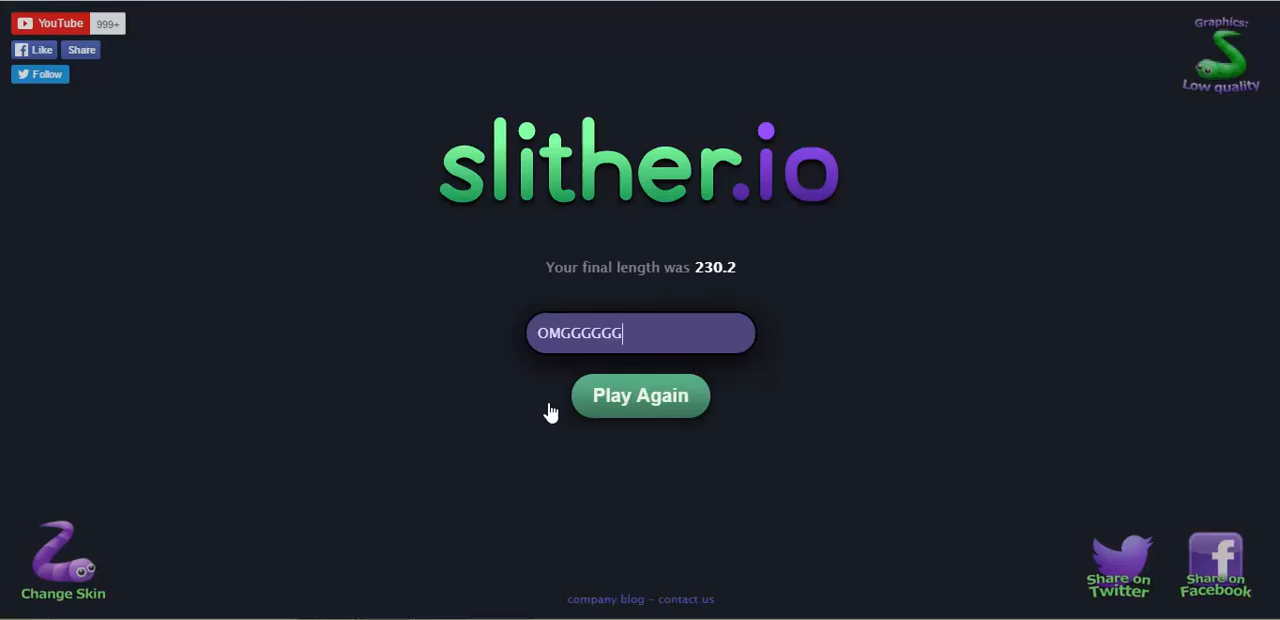 YouTube 999+
Like Share
Follow
Graphics:
Low quality
slither.io
Your final length was 230.2
OMGGGGGG
Play Again
Change Skin
company blog - contact us
Share on
Twitter
Share on
Facebook